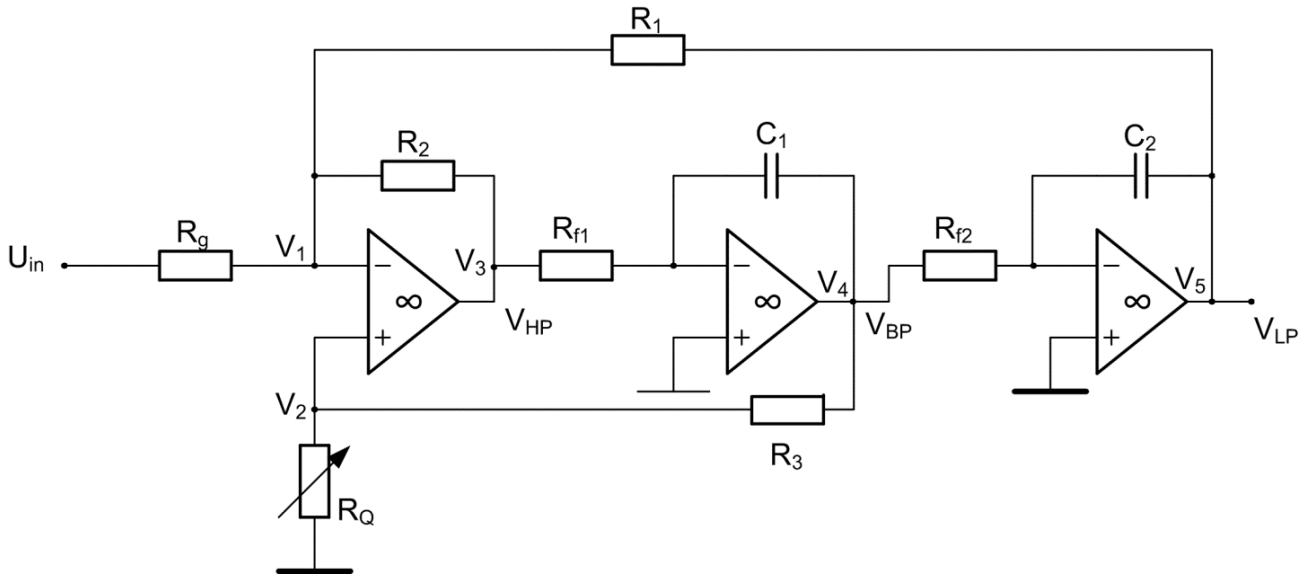 R1
C1
C2
R2
Rg
Rf1
Rf2
Uin
V1
V3
V4
V5
−
−
−
∞
∞
∞
VHP
VBP
VLP
+
+
+
V2
R3
RQ